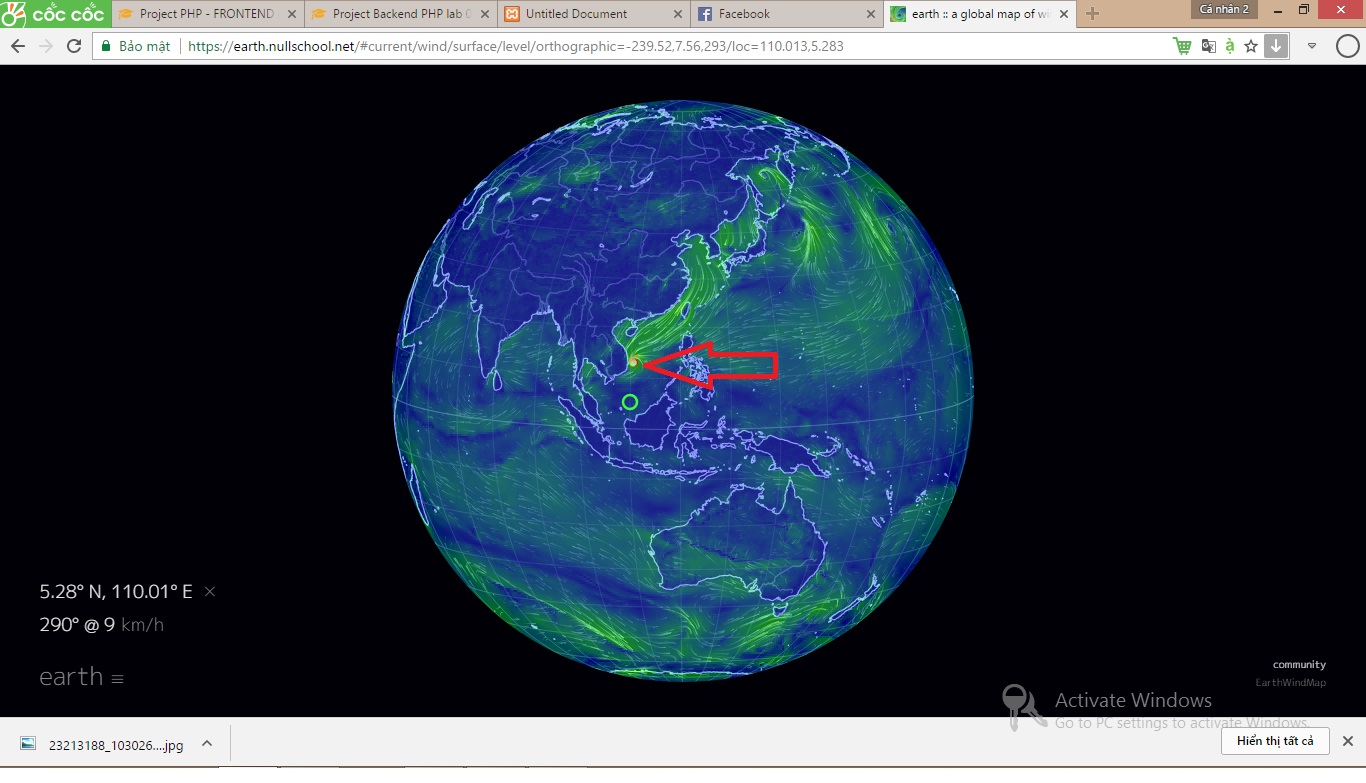 cốc cốc
Project PHP - FRONTEND
Project Backend PHP lab 0
Untitled Document
Facebook
earth :: a global map of wi
Cá nhân 2
Bảo mật
https://earth.nullschool.net/#current/wind/surface/level/orthographic=-239.52,7.56,293/loc=110.013,5.283
à
5.28° N, 110.01° E ×
290° @ 9 km/h
earth ≡
community
EarthWindMap
Activate Windows
Go to PC settings to activate Windows.
23213188_103026....jpg
Hiển thị tất cả